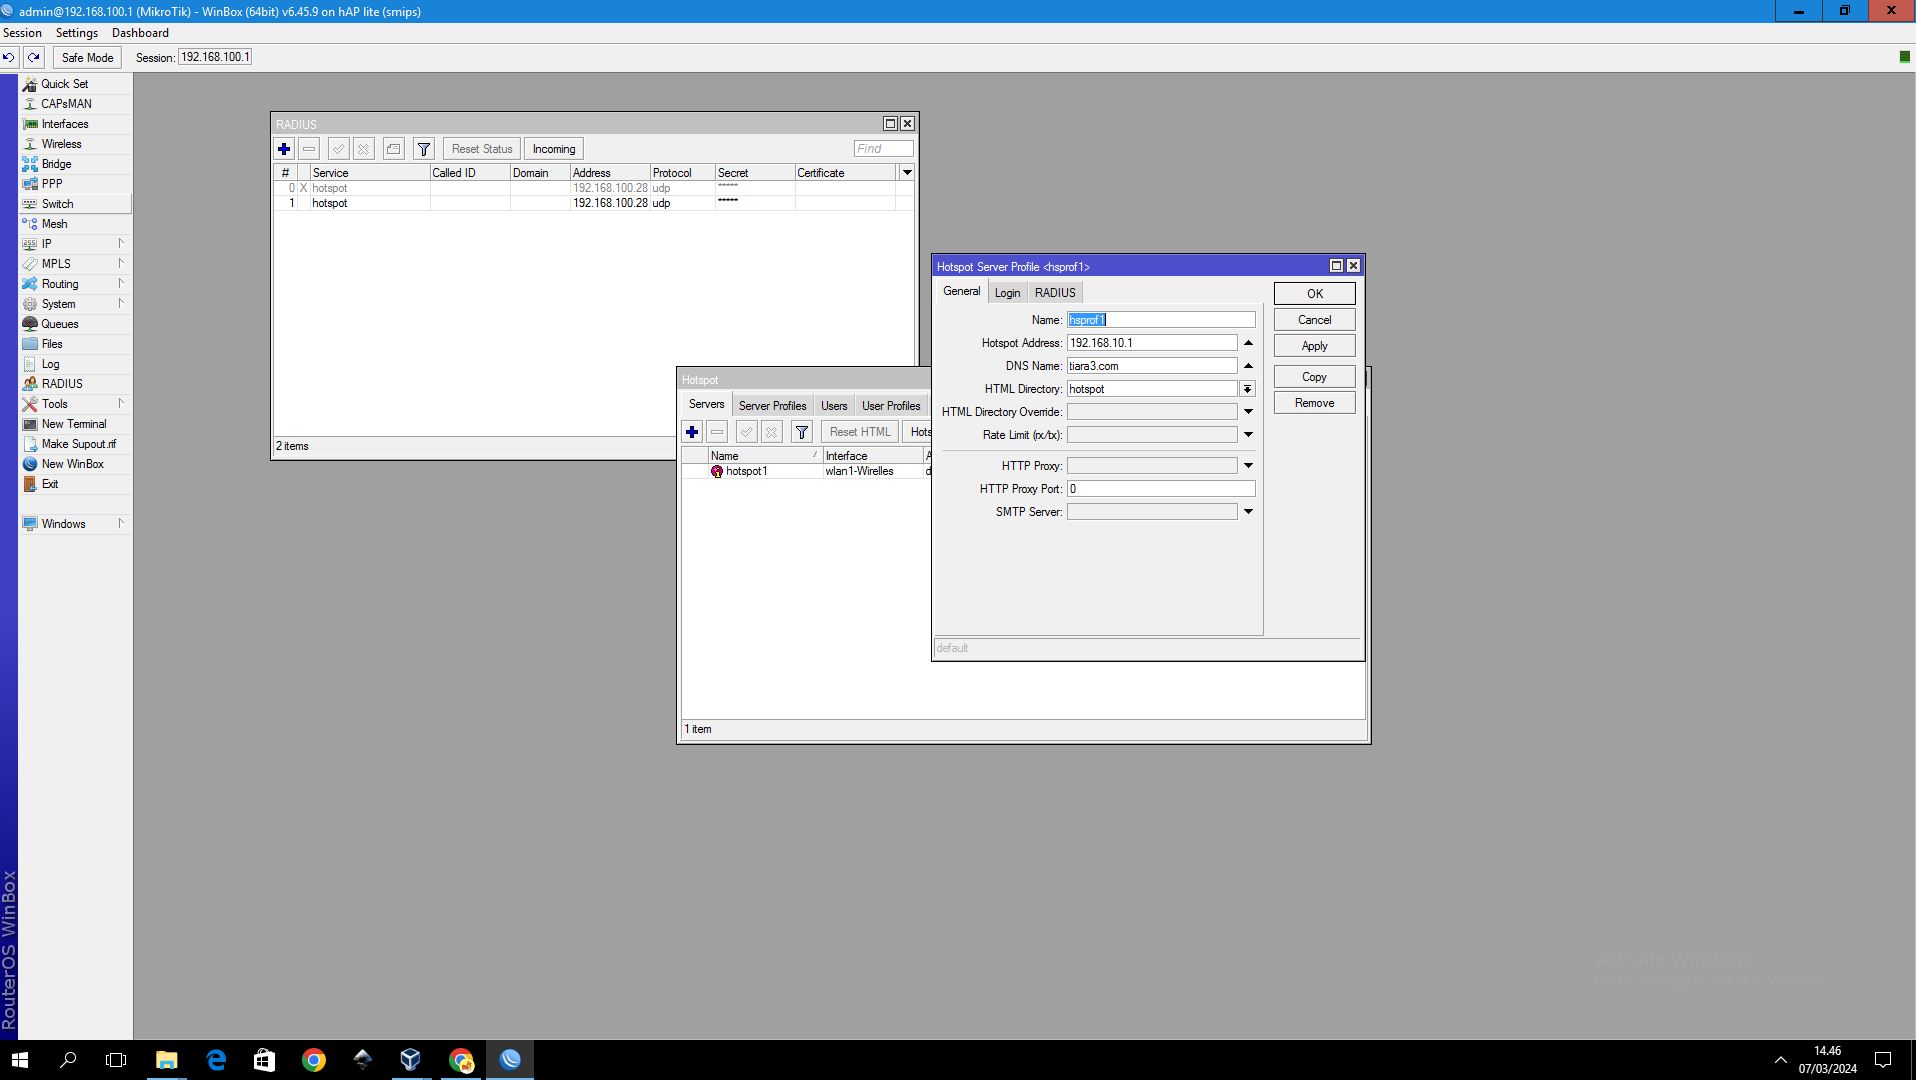 admin@192.168.100.1 (MikroTik) - WinBox (64bit) v6.45.9 on hAP lite (smips)
Session Settings Dashboard
Safe Mode Session: 192.168.100.1
Quick Set
CAPsMAN
Interfaces
Wireless
Bridge
PPP
Switch
Mesh
IP
MPLS
Routing
System
Queues
Files
Log
RADIUS
Tools
New Terminal
Make Supout.rif
New WinBox
Exit
Windows
RouterOS WinBox
RADIUS
Reset Status Incoming Find
# Service Called ID Domain Address Protocol Secret Certificate
0 X hotspot 192.168.100.28 udp *****
1 hotspot 192.168.100.28 udp *****
2 items
Hotspot
Servers Server Profiles Users User Profiles
Reset HTML Hots
Name Interface A
hotspot1 wlan1-Wirelles d
1 item
Hotspot Server Profile <hsprof1>
General Login RADIUS
Name: hsprof1
Hotspot Address: 192.168.10.1
DNS Name: tiara3.com
HTML Directory: hotspot
HTML Directory Override:
Rate Limit (rx/tx):
HTTP Proxy:
HTTP Proxy Port: 0
SMTP Server:
OK
Cancel
Apply
Copy
Remove
default
Activate Windows
Go to Settings to activate Windows.
14.46
07/03/2024